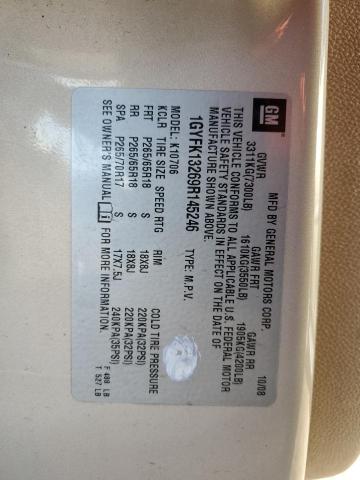 GM
MFD BY GENERAL MOTORS CORP. 10/08
GVWR GAWR FRT GAWR RR
3311KG(7300LB) 1610KG(3550LB) 1905KG(4200LB)
THIS VEHICLE CONFORMS TO ALL APPLICABLE U.S. FEDERAL MOTOR
VEHICLE SAFETY STANDARDS IN EFFECT ON THE DATE OF
MANUFACTURE SHOWN ABOVE.
1GYFK13269R145246 TYPE: M.P.V.
MODEL: K10706
KCLR TIRE SIZE SPEED RTG RIM COLD TIRE PRESSURE
FRT P265/65R18 S 18X8J 220KPA(32PSI)
RR P265/65R18 S 18X8J 220KPA(32PSI)
SPA P265/70R17 S 17X7.5J 240KPA(35PSI)
SEE OWNER'S MANUAL FOR MORE INFORMATION.
F 489 LB
T 527 LB